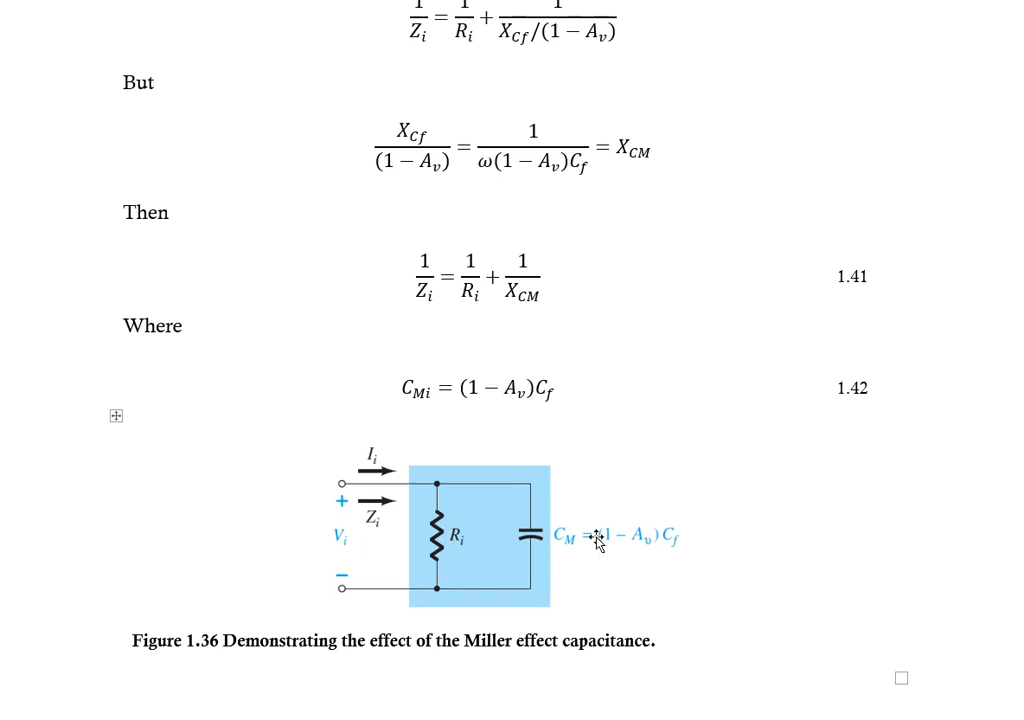 1/Z_i = 1/R_i + 1/(X_Cf/(1 − A_v))
But
X_Cf/(1 − A_v) = 1/(ω(1 − A_v)C_f) = X_CM
Then
1/Z_i = 1/R_i + 1/X_CM 1.41
Where
C_Mi = (1 − A_v)C_f 1.42
I_i
+
Z_i
V_i
R_i
C_M = (1 − A_v) C_f
−
Figure 1.36 Demonstrating the effect of the Miller effect capacitance.